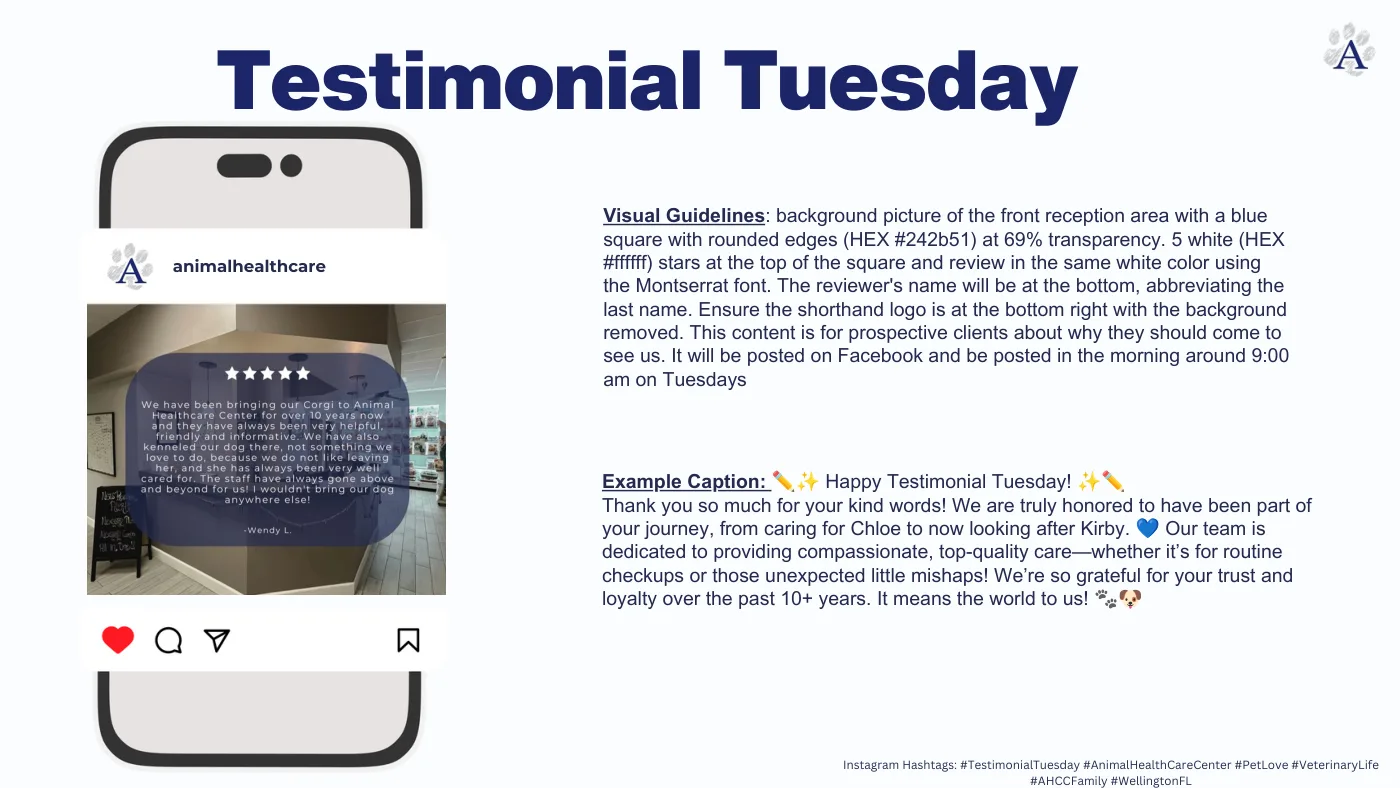 Testimonial Tuesday
A
A
animalhealthcare
We have been bringing our Corgi to Animal
Healthcare Center for over 10 years now
and they have always been very helpful,
friendly and informative. We have also
kenneled our dog there, not something we
love to do, because we do not like leaving
her, and she has always been very well
cared for. The staff have always gone above
and beyond for us! I wouldn't bring our dog
anywhere else!
-Wendy L.
Visual Guidelines: background picture of the front reception area with a blue
square with rounded edges (HEX #242b51) at 69% transparency. 5 white (HEX
#ffffff) stars at the top of the square and review in the same white color using
the Montserrat font. The reviewer's name will be at the bottom, abbreviating the
last name. Ensure the shorthand logo is at the bottom right with the background
removed. This content is for prospective clients about why they should come to
see us. It will be posted on Facebook and be posted in the morning around 9:00
am on Tuesdays
Example Caption: ✏️✨ Happy Testimonial Tuesday! ✨✏️
Thank you so much for your kind words! We are truly honored to have been part of
your journey, from caring for Chloe to now looking after Kirby. 💙 Our team is
dedicated to providing compassionate, top-quality care—whether it's for routine
checkups or those unexpected little mishaps! We're so grateful for your trust and
loyalty over the past 10+ years. It means the world to us! 🐾🐶
Instagram Hashtags: #TestimonialTuesday #AnimalHealthCareCenter #PetLove #VeterinaryLife
#AHCCFamily #WellingtonFL